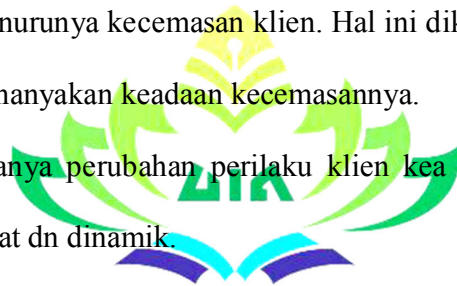 nurunya kecemasan klien. Hal ini dik
nanyakan keadaan kecemasannya.
anya perubahan perilaku klien kea
at dn dinamik.